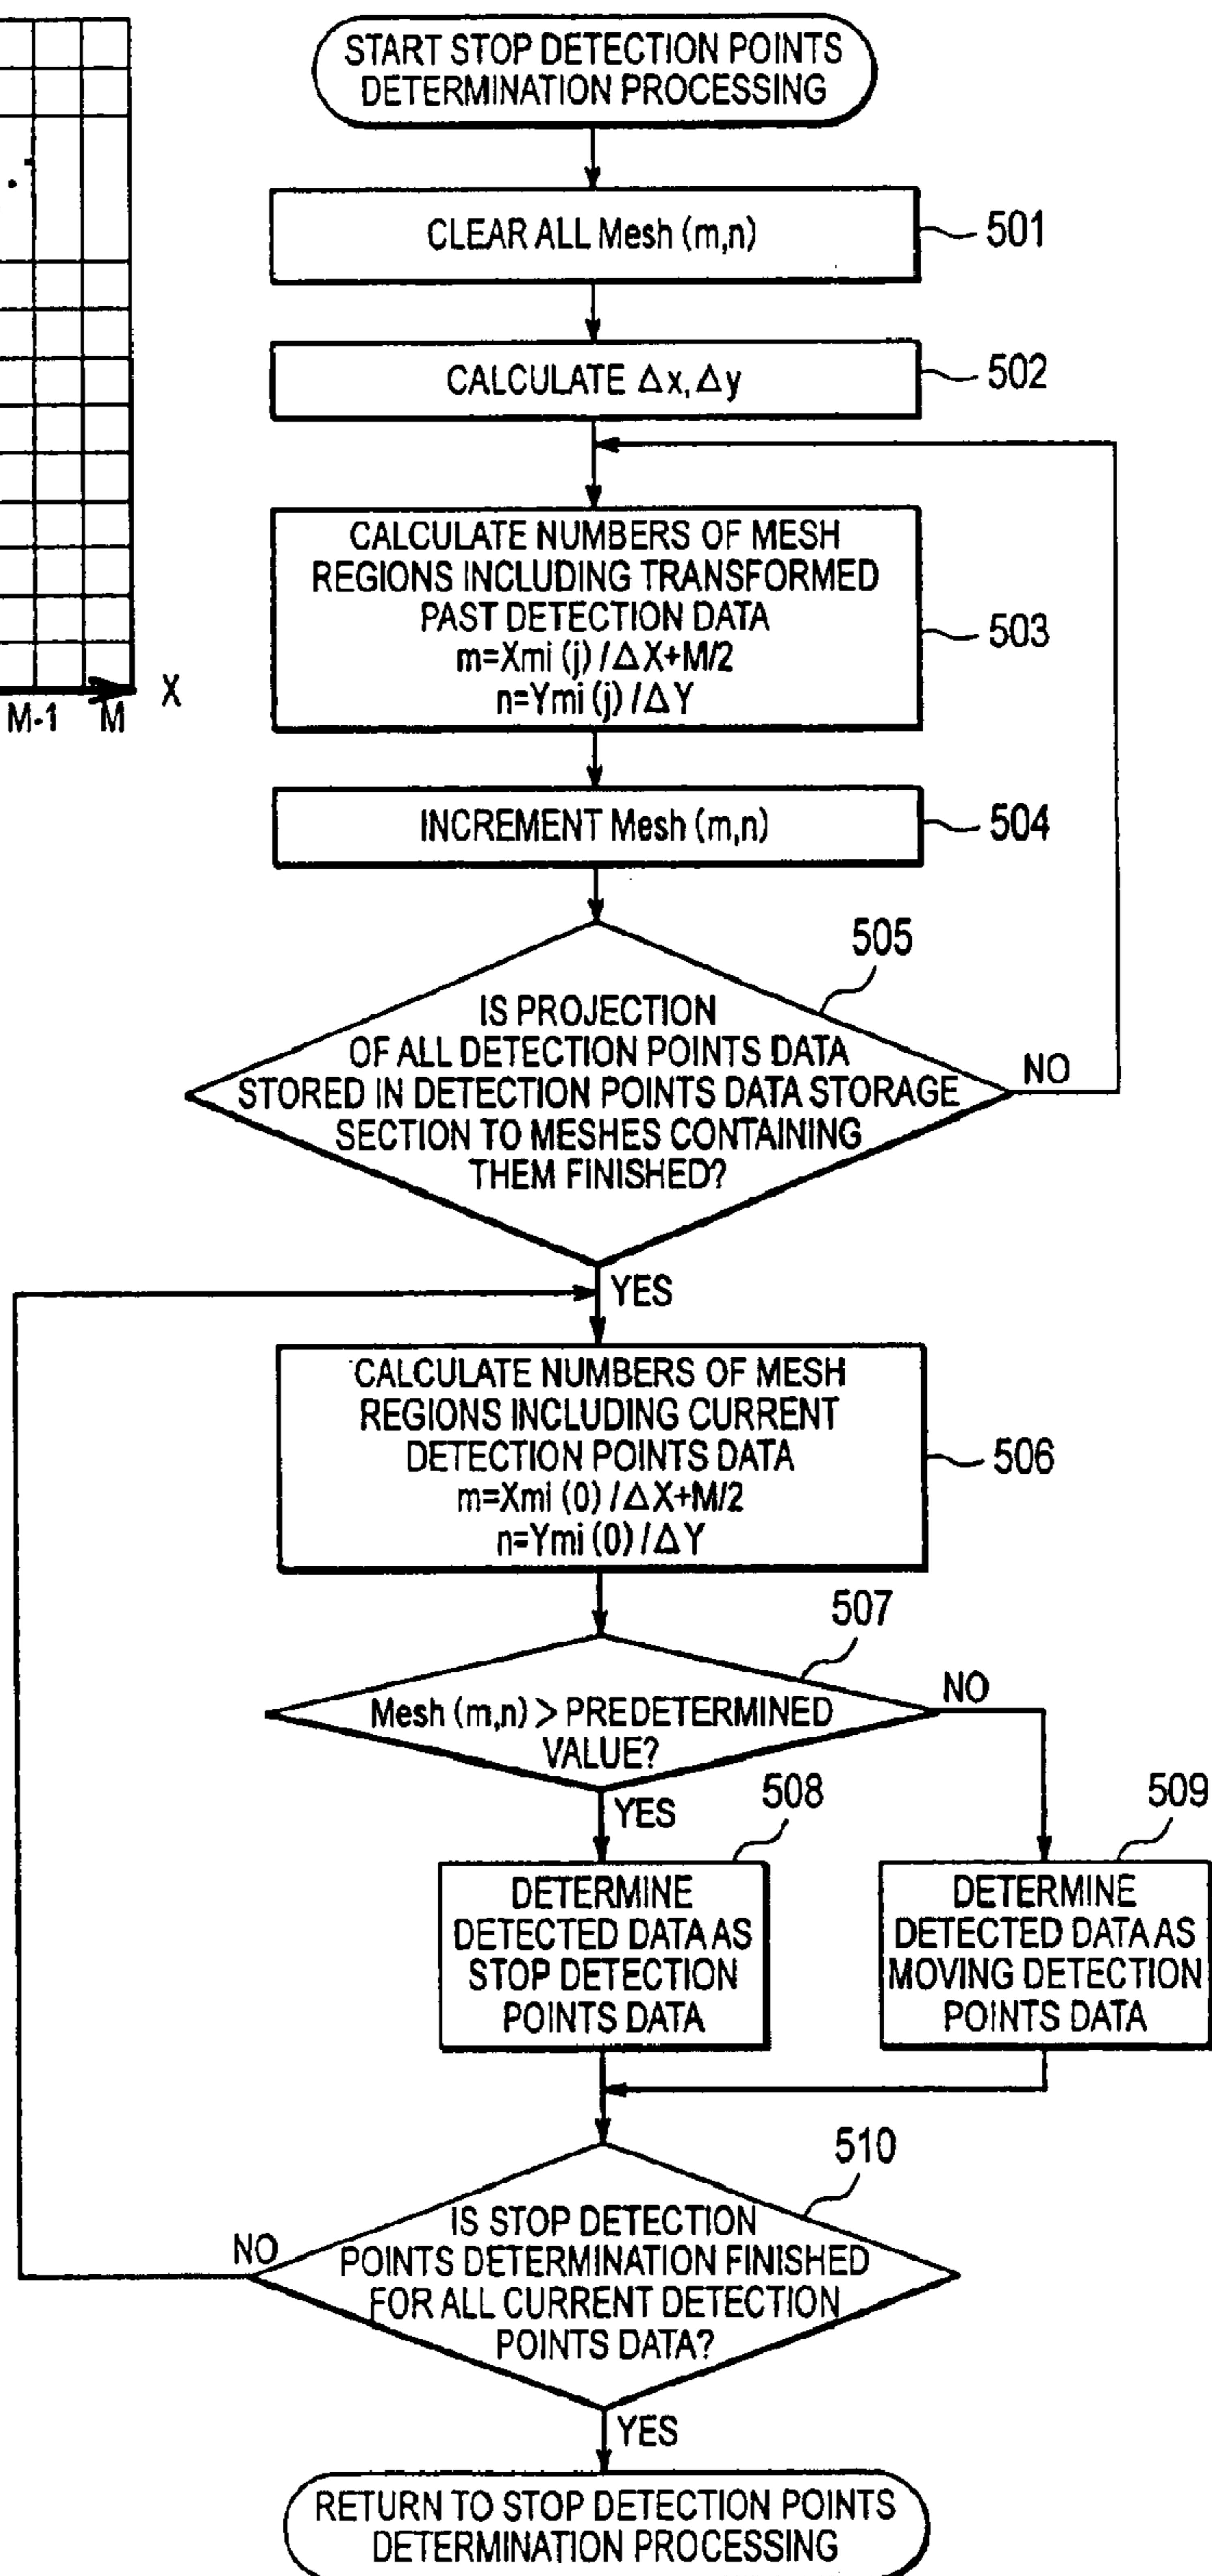 START STOP DETECTION POINTS
DETERMINATION PROCESSING
CLEAR ALL Mesh (m,n)
501
CALCULATE Δx, Δy
502
CALCULATE NUMBERS OF MESH
REGIONS INCLUDING TRANSFORMED
PAST DETECTION DATA
m=Xmi (j) /ΔX+M/2
n=Ymi (j) /ΔY
503
M-1 M X
INCREMENT Mesh (m,n)
504
505
IS PROJECTION
OF ALL DETECTION POINTS DATA
STORED IN DETECTION POINTS DATA STORAGE
SECTION TO MESHES CONTAINING
THEM FINISHED?
NO
YES
CALCULATE NUMBERS OF MESH
REGIONS INCLUDING CURRENT
DETECTION POINTS DATA
m=Xmi (0) /ΔX+M/2
n=Ymi (0) /ΔY
506
507
Mesh (m,n) > PREDETERMINED
VALUE?
NO
YES
508
DETERMINE
DETECTED DATA AS
STOP DETECTION
POINTS DATA
509
DETERMINE
DETECTED DATA AS
MOVING DETECTION
POINTS DATA
510
IS STOP DETECTION
POINTS DETERMINATION FINISHED
FOR ALL CURRENT DETECTION
POINTS DATA?
NO
YES
RETURN TO STOP DETECTION POINTS
DETERMINATION PROCESSING